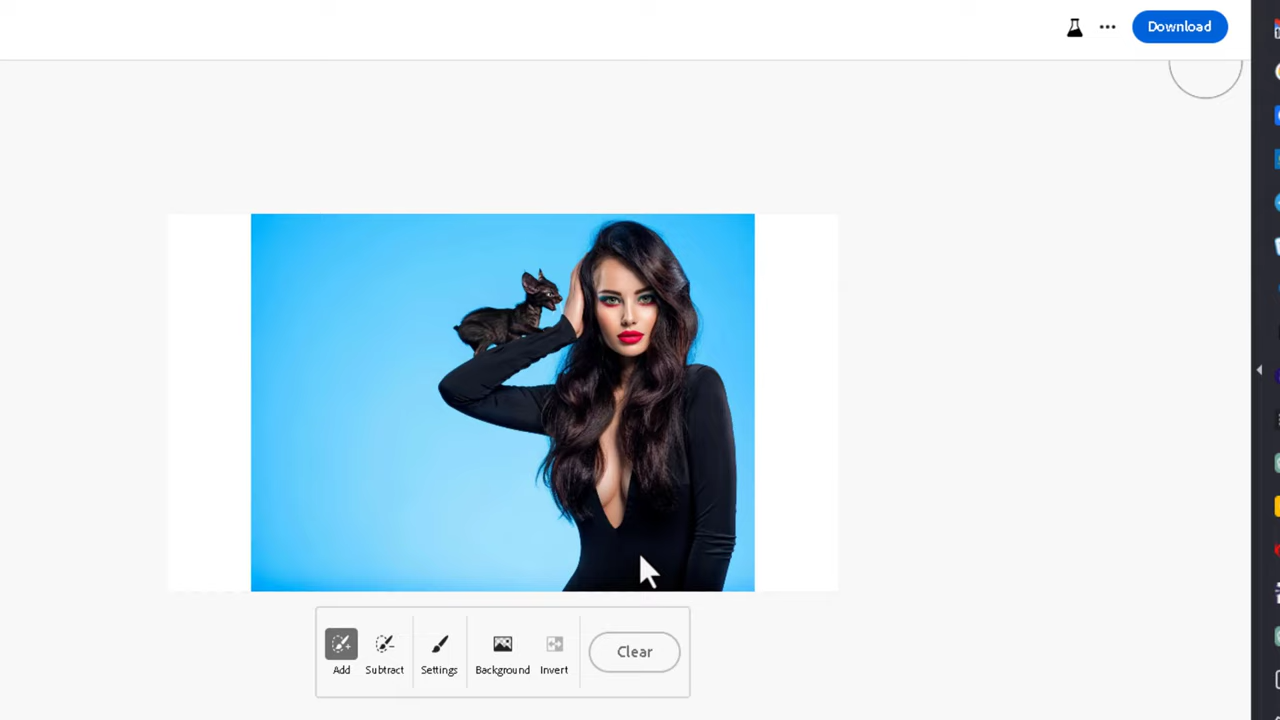 Download
Add
Subtract
Settings
Background
Invert
Clear